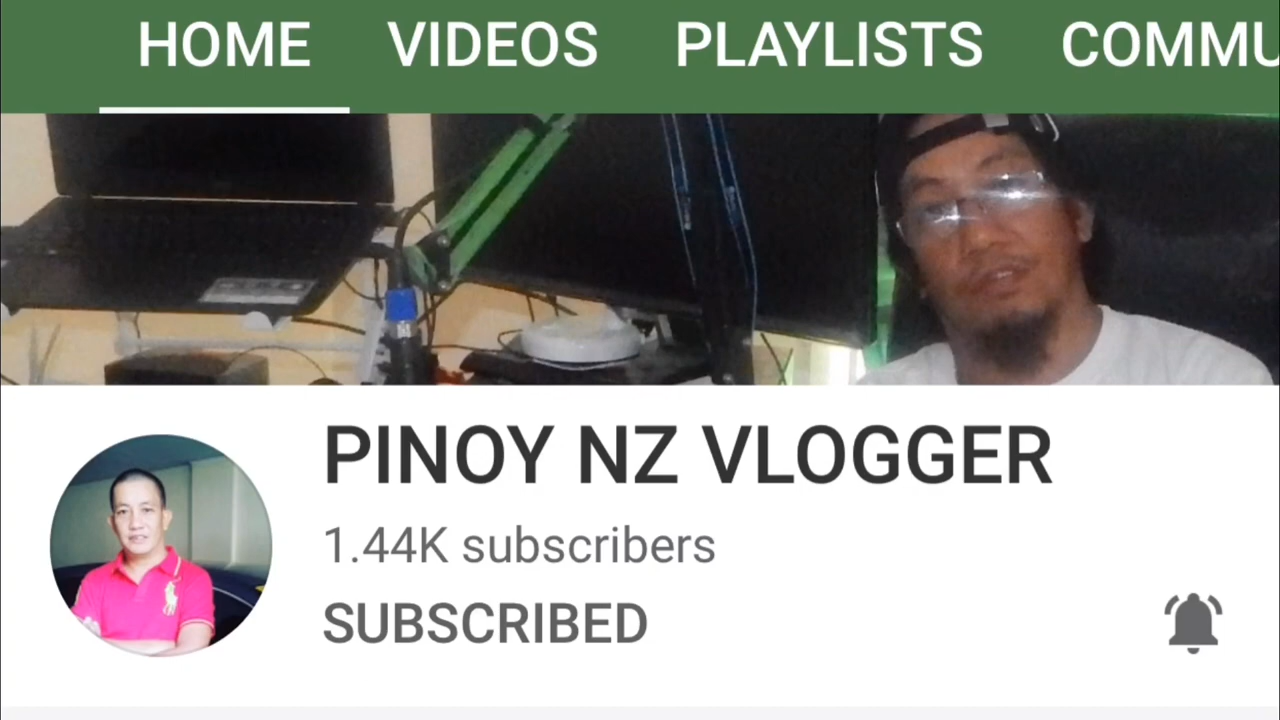 HOME VIDEOS PLAYLISTS COMMU
PINOY NZ VLOGGER
1.44K subscribers
SUBSCRIBED